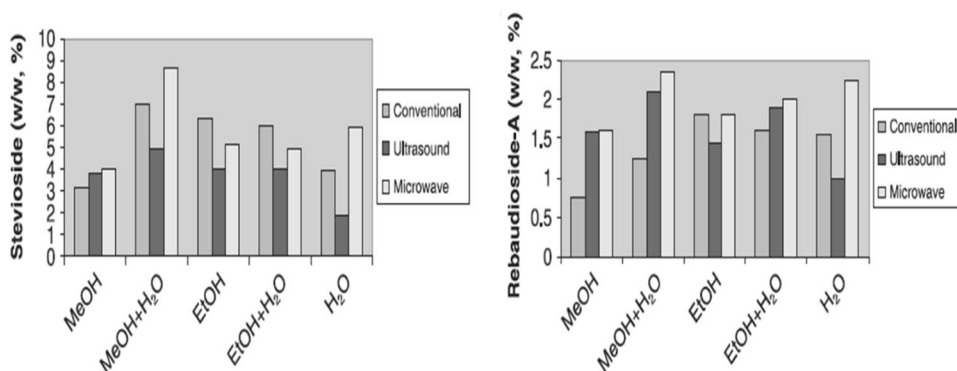 Stevioside (w/w, %)
10
9
8
7
6
5
4
3
2
1
0
MeOH
MeOH+H₂O
EtOH
EtOH+H₂O
H₂O
Conventional
Ultrasound
Microwave
Rebaudioside-A (w/w, %)
2.5
2
1.5
1
0.5
0
MeOH
MeOH+H₂O
EtOH
EtOH+H₂O
H₂O
Conventional
Ultrasound
Microwave